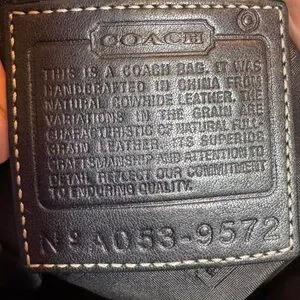 COACH
©
THIS IS A COACH BAG. IT WAS
HANDCRAFTED IN CHINA FROM
NATURAL COWHIDE LEATHER. THE
VARIATIONS IN THE GRAIN ARE
CHARACTERISTIC OF NATURAL FULL-
GRAIN LEATHER. ITS SUPERIOR
CRAFTSMANSHIP AND ATTENTION TO
DETAIL REFLECT OUR COMMITMENT
TO ENDURING QUALITY.
Nº A053-9572